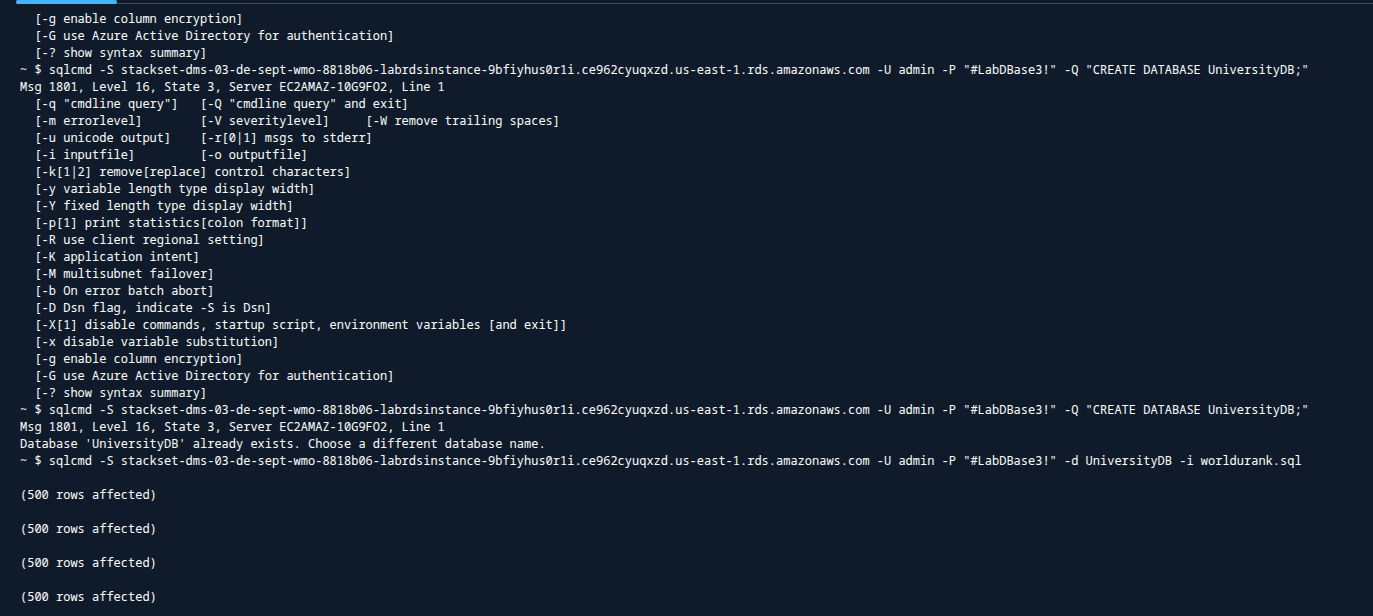 [-g enable column encryption]
[-G use Azure Active Directory for authentication]
[-? show syntax summary]
~ $ sqlcmd -S stackset-dms-03-de-sept-wmo-8818b06-labrdsinstance-9bfiyhus0r1i.ce962cyuqxzd.us-east-1.rds.amazonaws.com -U admin -P "#LabDBase3!" -Q "CREATE DATABASE UniversityDB;"
Msg 1801, Level 16, State 3, Server EC2AMAZ-10G9FO2, Line 1
[-q "cmdline query"] [-Q "cmdline query" and exit]
[-m errorlevel] [-V severitylevel] [-W remove trailing spaces]
[-u unicode output] [-r[0|1] msgs to stderr]
[-i inputfile] [-o outputfile]
[-k[1|2] remove[replace] control characters]
[-y variable length type display width]
[-Y fixed length type display width]
[-p[1] print statistics[colon format]]
[-R use client regional setting]
[-K application intent]
[-M multisubnet failover]
[-b On error batch abort]
[-D Dsn flag, indicate -S is Dsn]
[-X[1] disable commands, startup script, environment variables [and exit]]
[-x disable variable substitution]
[-g enable column encryption]
[-G use Azure Active Directory for authentication]
[-? show syntax summary]
~ $ sqlcmd -S stackset-dms-03-de-sept-wmo-8818b06-labrdsinstance-9bfiyhus0r1i.ce962cyuqxzd.us-east-1.rds.amazonaws.com -U admin -P "#LabDBase3!" -Q "CREATE DATABASE UniversityDB;"
Msg 1801, Level 16, State 3, Server EC2AMAZ-10G9FO2, Line 1
Database 'UniversityDB' already exists. Choose a different database name.
~ $ sqlcmd -S stackset-dms-03-de-sept-wmo-8818b06-labrdsinstance-9bfiyhus0r1i.ce962cyuqxzd.us-east-1.rds.amazonaws.com -U admin -P "#LabDBase3!" -d UniversityDB -i worldurank.sql
(500 rows affected)
(500 rows affected)
(500 rows affected)
(500 rows affected)